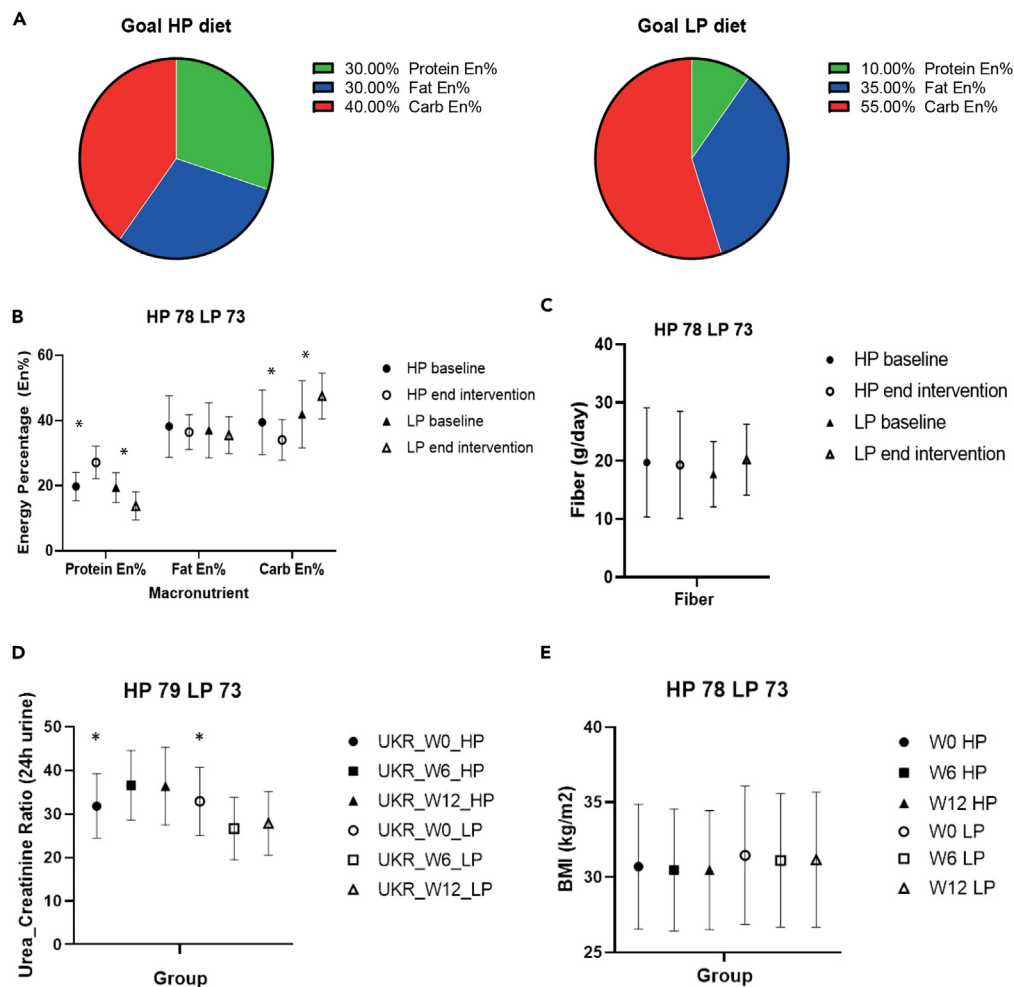 A
Goal HP diet
30.00% Protein En%
30.00% Fat En%
40.00% Carb En%
Goal LP diet
10.00% Protein En%
35.00% Fat En%
55.00% Carb En%
B
HP 78 LP 73
Energy Percentage (En%)
60
40
20
0
*
*
*
*
Protein En%
Fat En%
Carb En%
Macronutrient
HP baseline
HP end intervention
LP baseline
LP end intervention
C
HP 78 LP 73
Fiber (g/day)
40
30
20
10
0
Fiber
HP baseline
HP end intervention
LP baseline
LP end intervention
D
HP 79 LP 73
Urea_Creatinine Ratio (24h urine)
50
40
30
20
10
0
*
*
Group
UKR_W0_HP
UKR_W6_HP
UKR_W12_HP
UKR_W0_LP
UKR_W6_LP
UKR_W12_LP
E
HP 78 LP 73
BMI (kg/m2)
40
35
30
25
Group
W0 HP
W6 HP
W12 HP
W0 LP
W6 LP
W12 LP